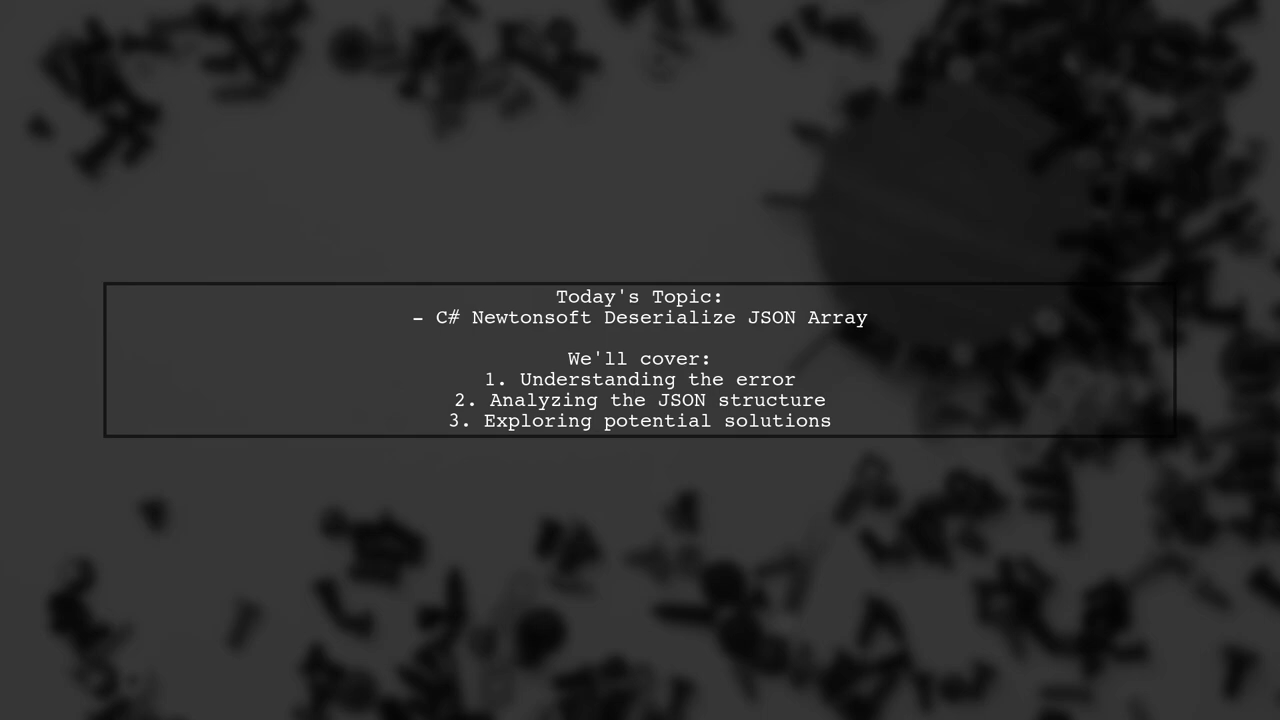 Today's Topic:
– C# Newtonsoft Deserialize JSON Array
We'll cover:
1. Understanding the error
2. Analyzing the JSON structure
3. Exploring potential solutions